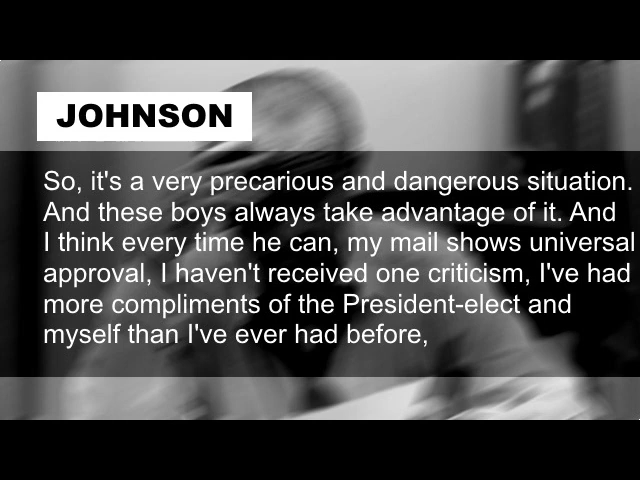 JOHNSON
So, it's a very precarious and dangerous situation.
And these boys always take advantage of it. And
I think every time he can, my mail shows universal
approval, I haven't received one criticism, I've had
more compliments of the President-elect and
myself than I've ever had before,